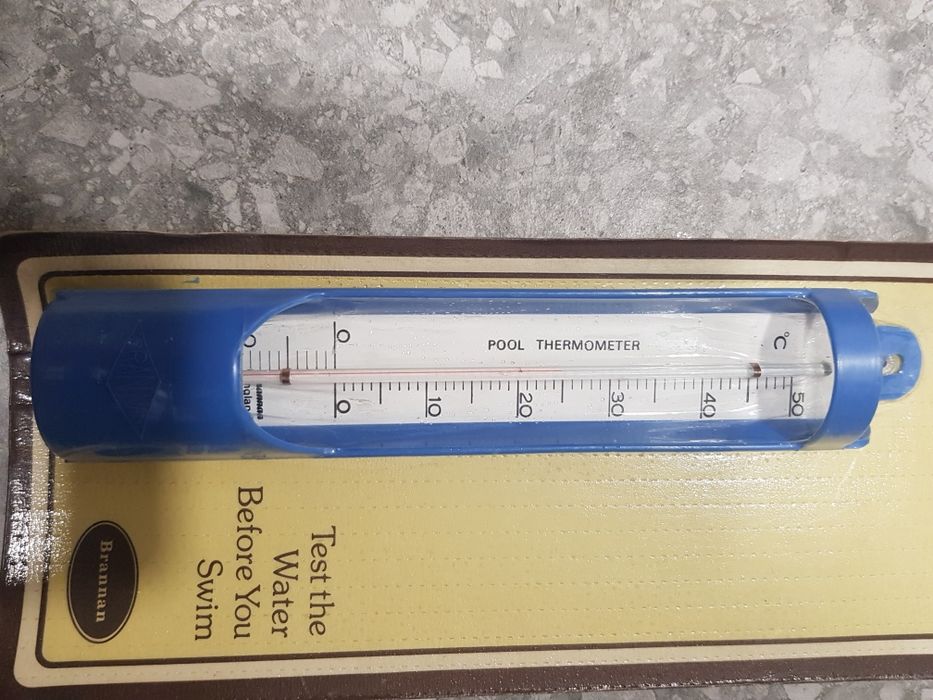 POOL THERMOMETER
°C
50
40
30
20
10
0
0
Test the
Water
Before You
Swim
Brannan